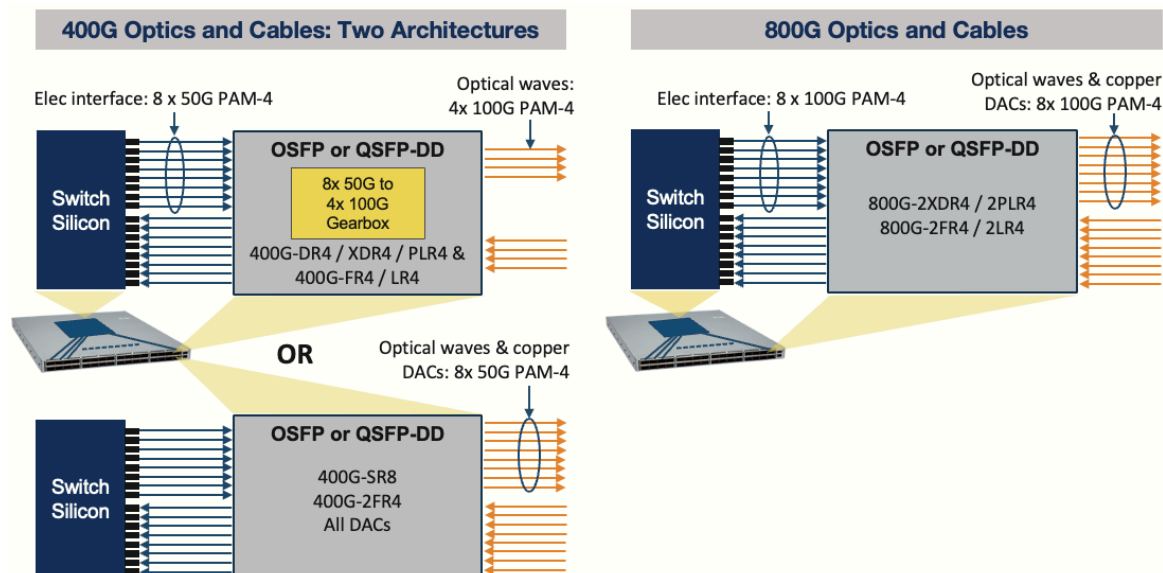 400G Optics and Cables: Two Architectures
Elec interface: 8 x 50G PAM-4
Optical waves:
4x 100G PAM-4
Switch
Silicon
OSFP or QSFP-DD
8x 50G to
4x 100G
Gearbox
400G-DR4 / XDR4 / PLR4 &
400G-FR4 / LR4
OR
Optical waves & copper
DACs: 8x 50G PAM-4
Switch
Silicon
OSFP or QSFP-DD
400G-SR8
400G-2FR4
All DACs
800G Optics and Cables
Elec interface: 8 x 100G PAM-4
Optical waves & copper
DACs: 8x 100G PAM-4
Switch
Silicon
OSFP or QSFP-DD
800G-2XDR4 / 2PLR4
800G-2FR4 / 2LR4